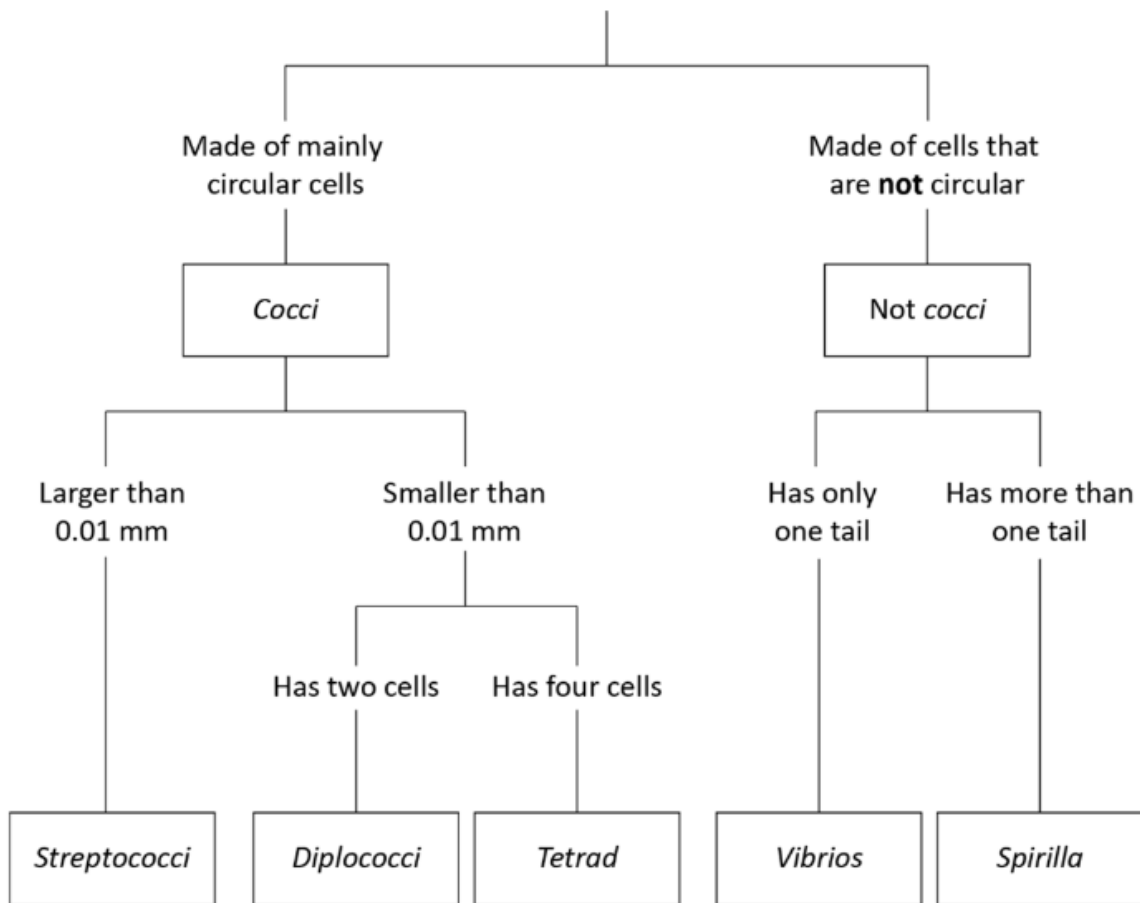 Made of mainly
circular cells
Made of cells that
are not circular
Cocci
Not cocci
Larger than
0.01 mm
Smaller than
0.01 mm
Has only
one tail
Has more than
one tail
Has two cells
Has four cells
Streptococci
Diplococci
Tetrad
Vibrios
Spirilla